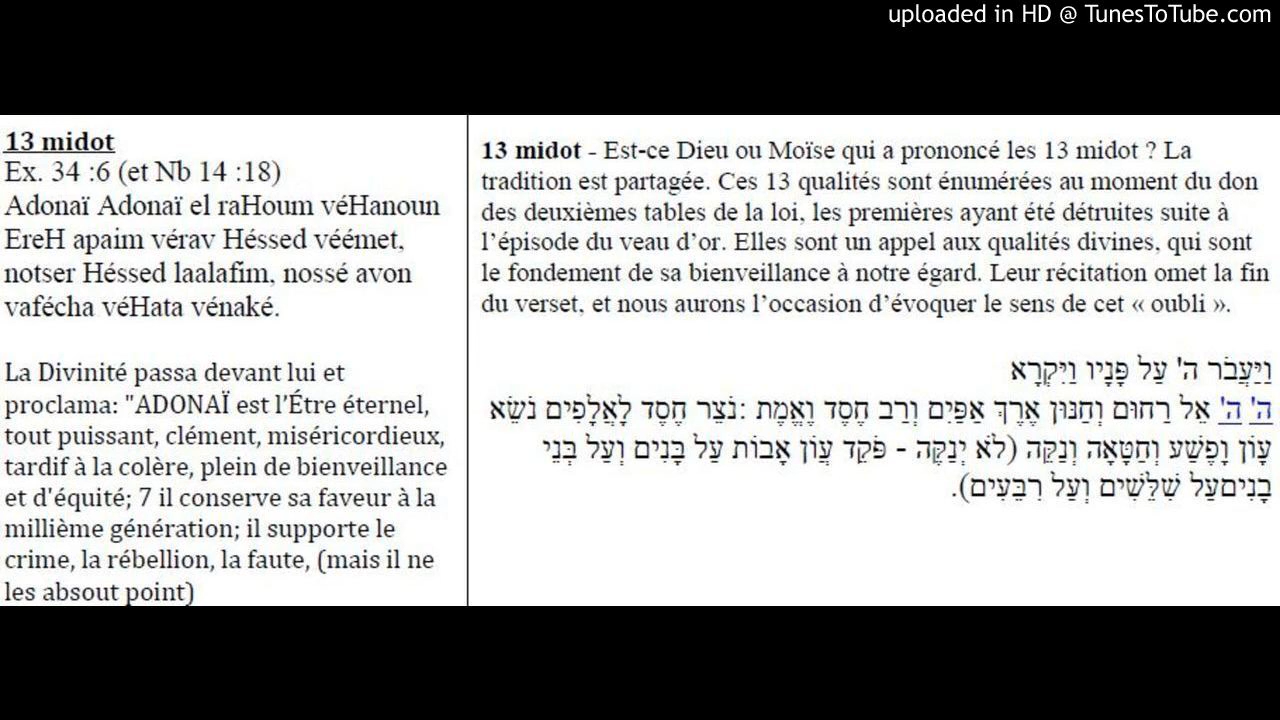 uploaded in HD @ TunesToTube.com
13 midot
Ex. 34 :6 (et Nb 14 :18)
Adonaï Adonaï el raHoum véHanoun
EreH apaim vérav Héssed véémet,
notser Héssed laalafim, nossé avon
vafécha véHata vénaké.
La Divinité passa devant lui et
proclama: "ADONAÏ est l’Étre éternel,
tout puissant, clément, miséricordieux,
tardif à la colère, plein de bienveillance
et d'équité; 7 il conserve sa faveur à la
millième génération; il supporte le
crime, la rébellion, la faute, (mais il ne
les absout point)
13 midot - Est-ce Dieu ou Moïse qui a prononcé les 13 midot ? La
tradition est partagée. Ces 13 qualités sont énumérées au moment du don
des deuxièmes tables de la loi, les premières ayant été détruites suite à
l’épisode du veau d’or. Elles sont un appel aux qualités divines, qui sont
le fondement de sa bienveillance à notre égard. Leur récitation omet la fin
du verset, et nous aurons l’occasion d’évoquer le sens de cet « oubli ».
וַיַּעֲבֹר ה' עַל פָּנָיו וַיִּקְרָא
ה' ה' אֵל רַחוּם וְחַנּוּן אֶרֶךְ אַפַּיִם וְרַב חֶסֶד וֶאֱמֶת :נֹצֵר חֶסֶד לָאֲלָפִים נֹשֵׂא
עָוֹן וָפֶשַׁע וְחַטָּאָה וְנַקֵּה (לֹא יְנַקֶּה - פֹּקֵד עֲוֹן אָבוֹת עַל בָּנִים וְעַל בְּנֵי
בָנִיםעַל שִׁלֵּשִׁים וְעַל רִבֵּעִים).